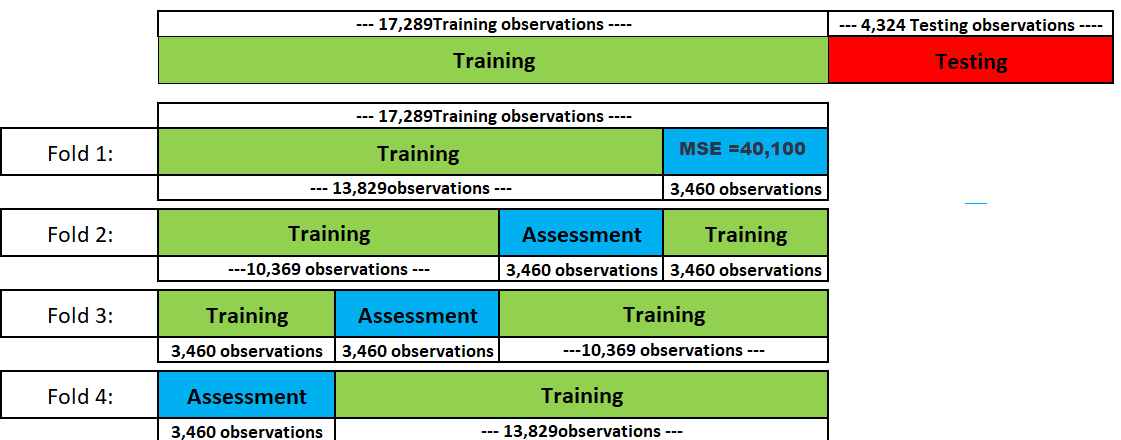 --- 17,289Training observations ---- --- 4,324 Testing observations ----
Training Testing
--- 17,289Training observations ----
Fold 1: Training MSE =40,100
--- 13,829observations --- 3,460 observations
Fold 2: Training Assessment Training
---10,369 observations --- 3,460 observations 3,460 observations
Fold 3: Training Assessment Training
3,460 observations 3,460 observations ---10,369 observations ---
Fold 4: Assessment Training
3,460 observations --- 13,829observations ---